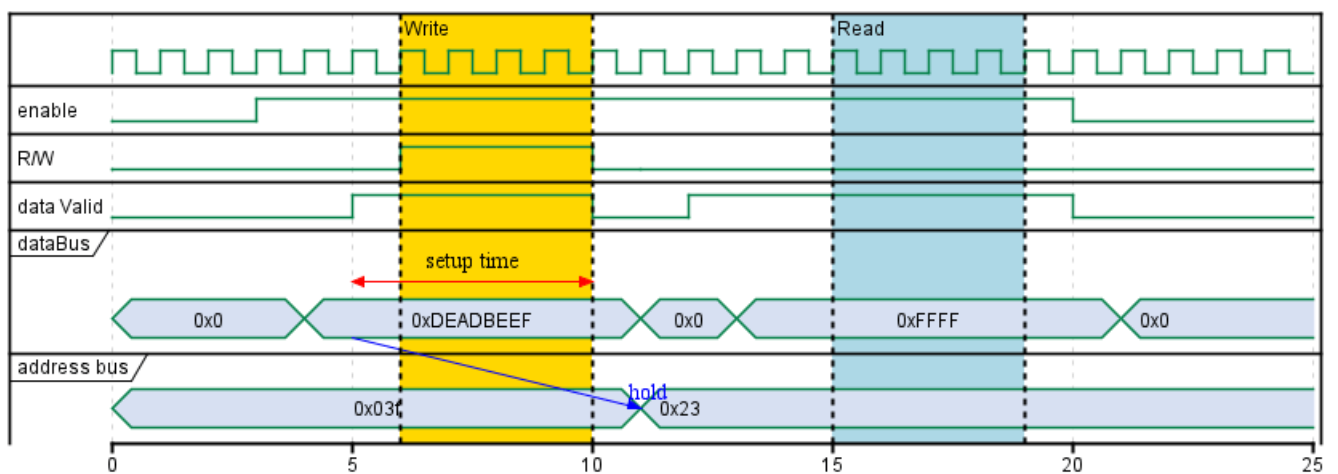 Write
Read
enable
R/W
data Valid
dataBus
setup time
0x0
0xDEADBEEF
0x0
0xFFFF
0x0
address bus
hold
0x03f
0x23
0
5
10
15
20
25